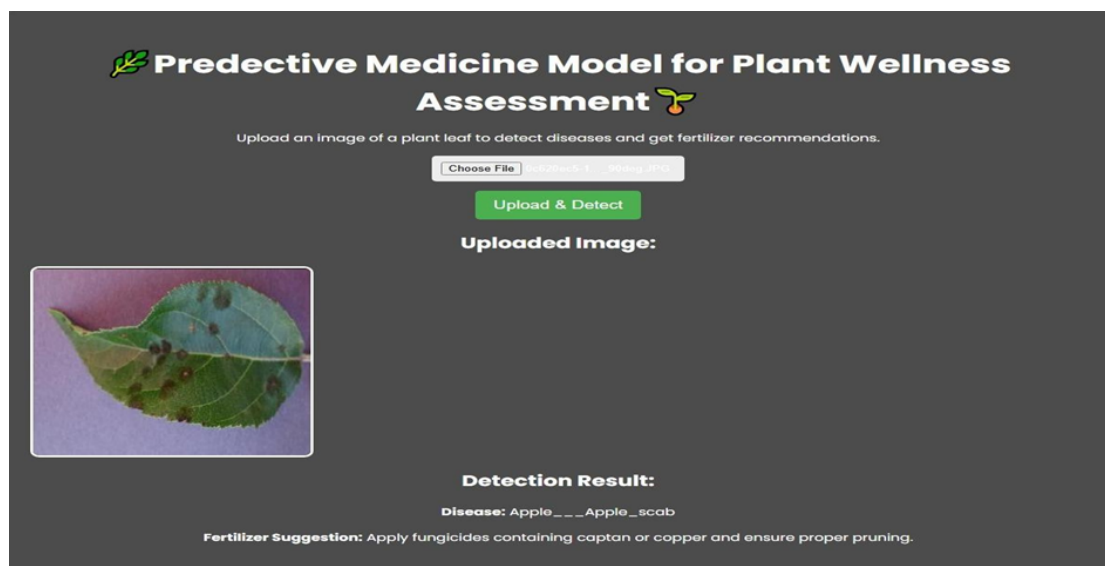 🌿Predective Medicine Model for Plant Wellness
Assessment🌱
Upload an image of a plant leaf to detect diseases and get fertilizer recommendations.
Choose File
Upload & Detect
Uploaded Image:
Detection Result:
Disease: Apple___Apple_scab
Fertilizer Suggestion: Apply fungicides containing captan or copper and ensure proper pruning.